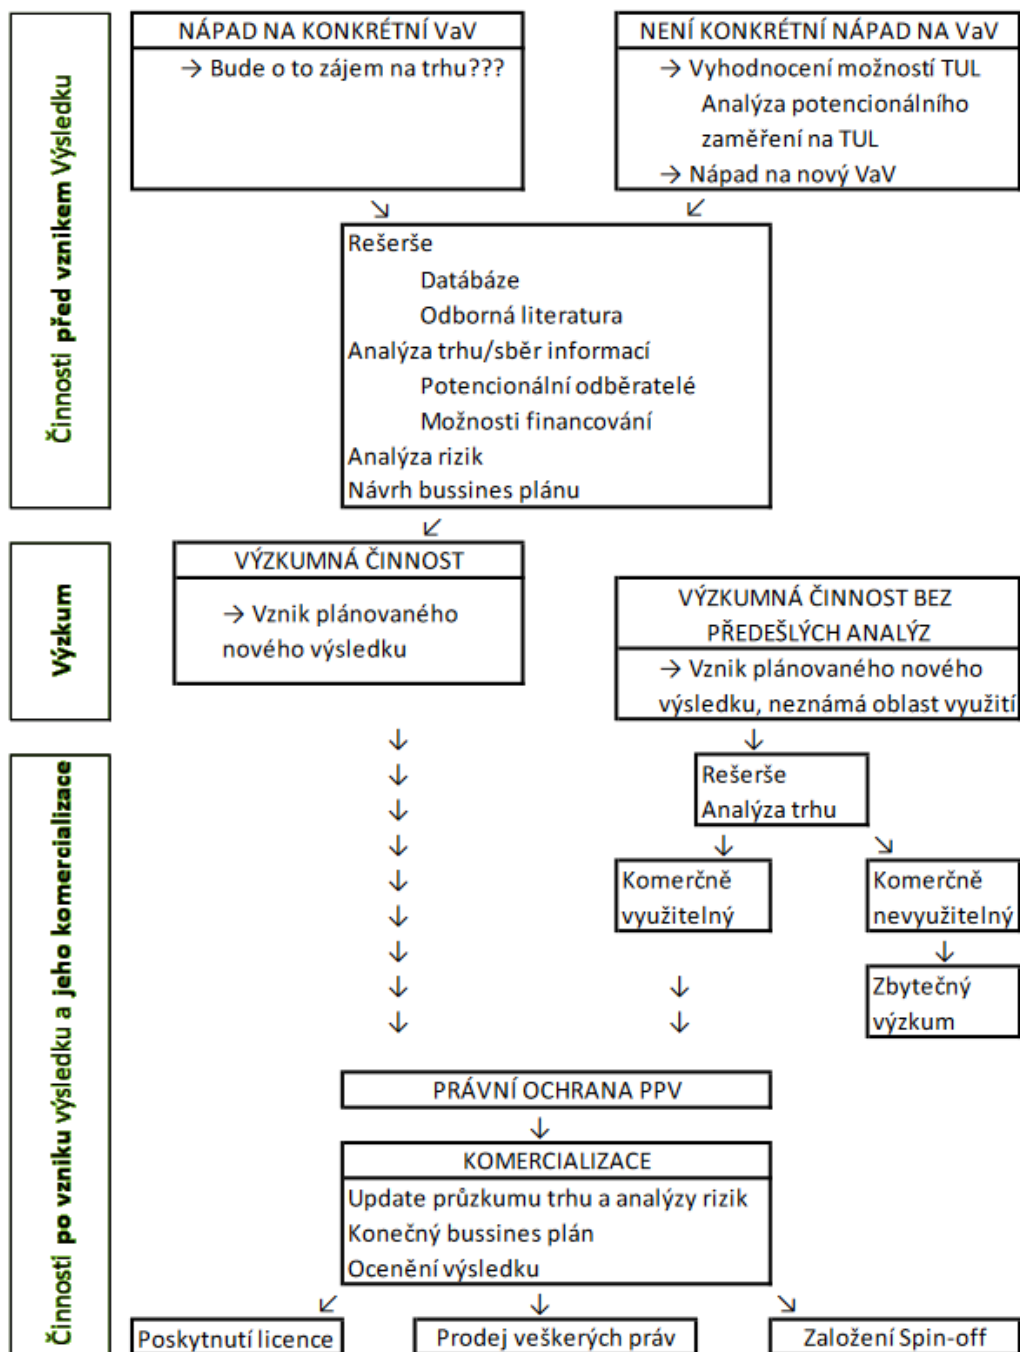 Činnosti před vznikem Výsledku
NÁPAD NA KONKRÉTNÍ VaV
→ Bude o to zájem na trhu???
NENÍ KONKRÉTNÍ NÁPAD NA VaV
→ Vyhodnocení možností TUL
Analýza potencionálního
zaměření na TUL
→ Nápad na nový VaV
Rešerše
Datábáze
Odborná literatura
Analýza trhu/sběr informací
Potencionální odběratelé
Možnosti financování
Analýza rizik
Návrh bussines plánu
Výzkum
VÝZKUMNÁ ČINNOST
→ Vznik plánovaného
nového výsledku
VÝZKUMNÁ ČINNOST BEZ
PŘEDEŠLÝCH ANALÝZ
→ Vznik plánovaného nového
výsledku, neznámá oblast využití
Činnosti po vzniku výsledku a jeho komercializace
Rešerše
Analýza trhu
Komerčně
využitelný
Komerčně
nevyužitelný
Zbytečný
výzkum
PRÁVNÍ OCHRANA PPV
KOMERCIALIZACE
Update průzkumu trhu a analýzy rizik
Konečný bussines plán
Ocenění výsledku
Poskytnutí licence
Prodej veškerých práv
Založení Spin-off